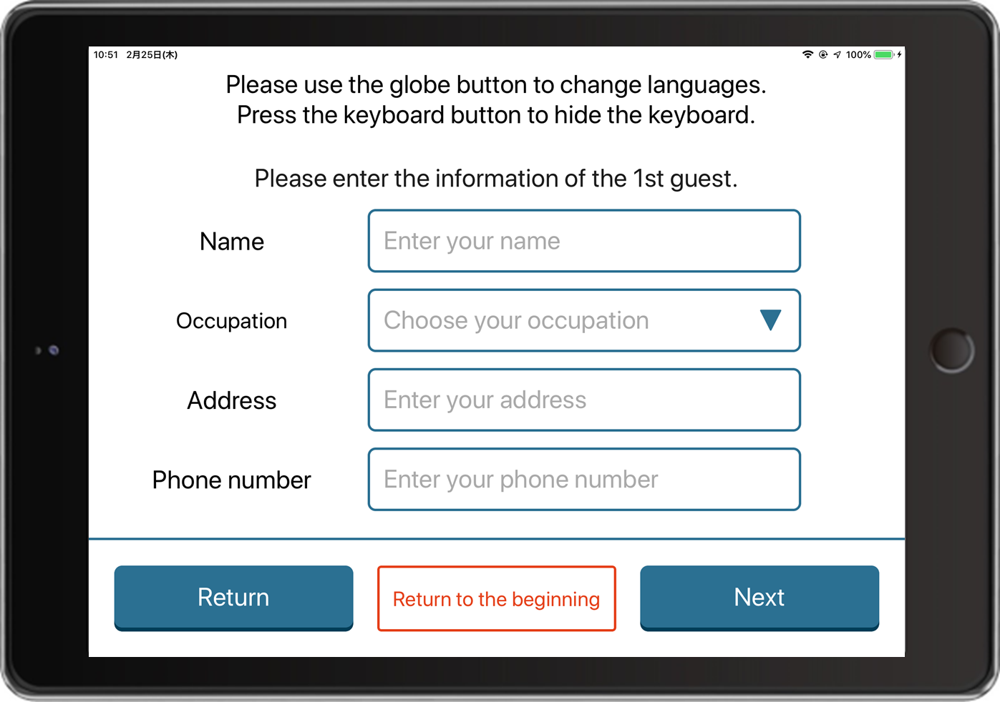 10:51 2月25日(木)
100%
Please use the globe button to change languages.
Press the keyboard button to hide the keyboard.
Please enter the information of the 1st guest.
Name
Enter your name
Occupation
Choose your occupation
Address
Enter your address
Phone number
Enter your phone number
Return
Return to the beginning
Next